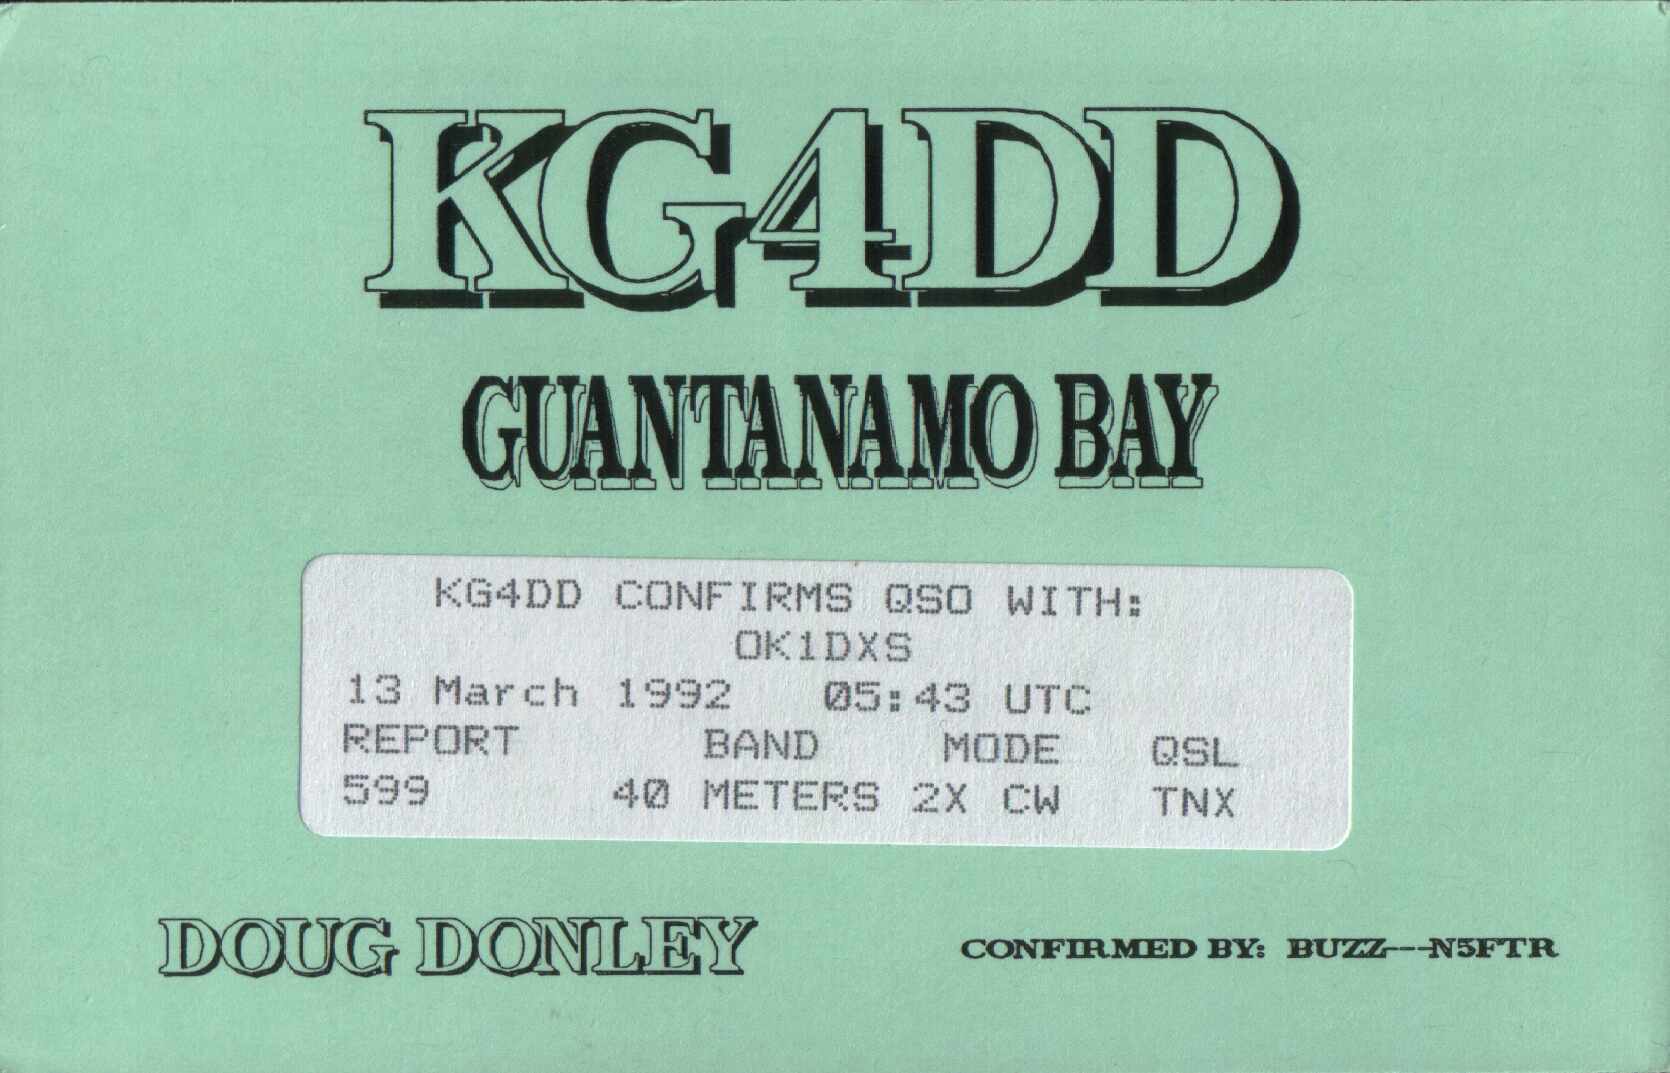 KG4DD
GUANTANAMO BAY
KG4DD CONFIRMS QSO WITH:
OK1DXS
13 March 1992 05:43 UTC
REPORT BAND MODE QSL
599 40 METERS 2X CW TNX
DOUG DONLEY
CONFIRMED BY: BUZZ---N5FTR